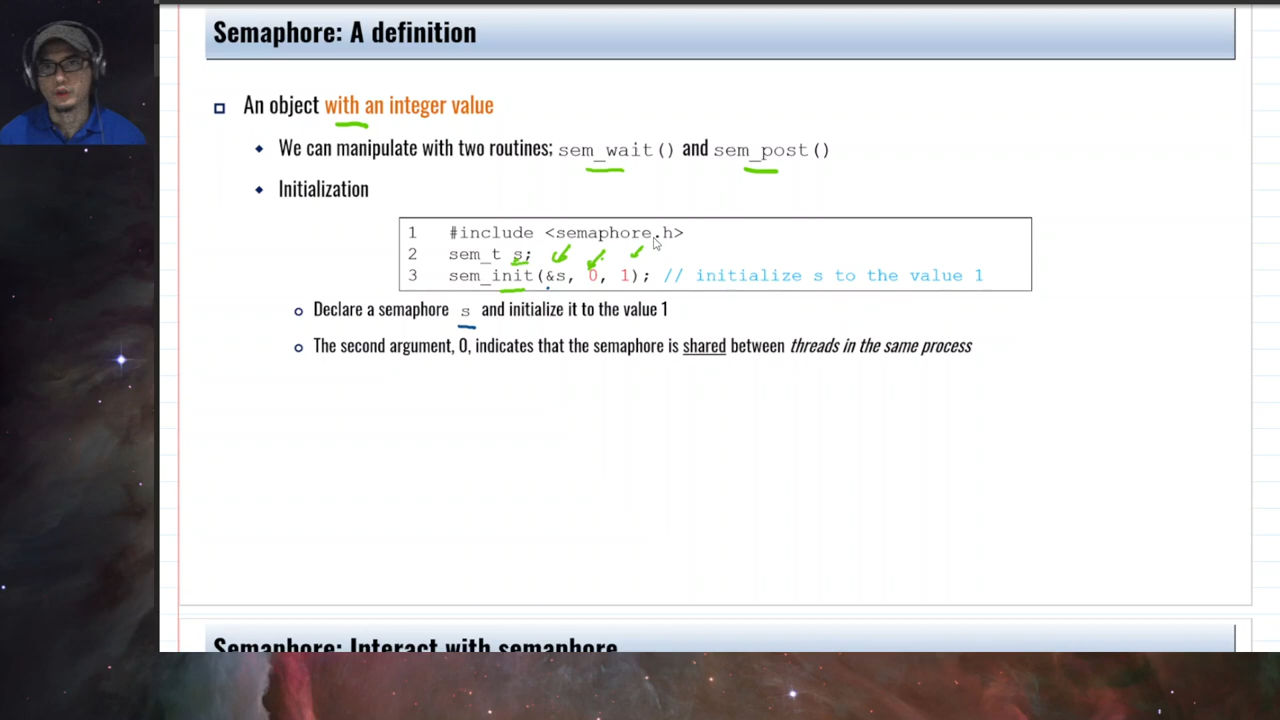 Semaphore: A definition
An object with an integer value
We can manipulate with two routines; sem_wait() and sem_post()
Initialization
1 #include <semaphore.h>
2 sem_t s;
3 sem_init(&s, 0, 1); // initialize s to the value 1
Declare a semaphore s and initialize it to the value 1
The second argument, 0, indicates that the semaphore is shared between threads in the same process
Semaphore: Interact with semaphore